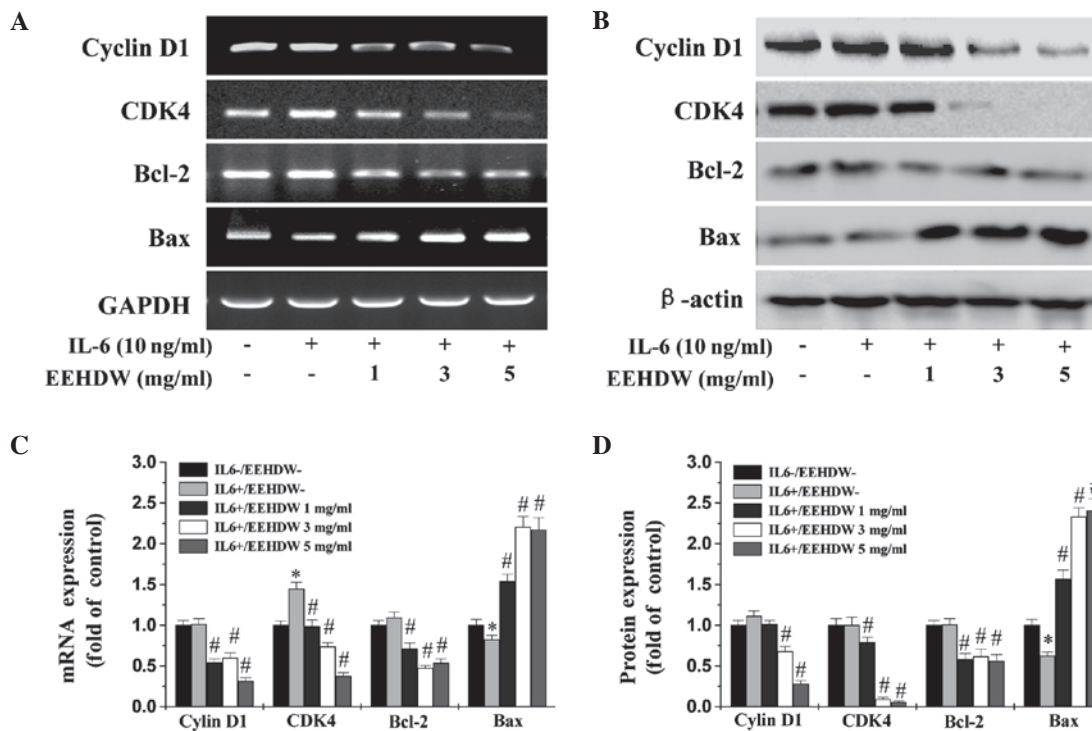 A
Cyclin D1
CDK4
Bcl-2
Bax
GAPDH
IL-6 (10 ng/ml) - + + + +
EEHDW (mg/ml) - - 1 3 5
B
Cyclin D1
CDK4
Bcl-2
Bax
β-actin
IL-6 (10 ng/ml) - + + + +
EEHDW (mg/ml) - - 1 3 5
C
mRNA expression
(fold of control)
3.0
2.5
2.0
1.5
1.0
0.5
0.0
IL6-/EEHDW-
IL6+/EEHDW-
IL6+/EEHDW 1 mg/ml
IL6+/EEHDW 3 mg/ml
IL6+/EEHDW 5 mg/ml
# # #
* # # #
# # #
* # # #
Cylin D1 CDK4 Bcl-2 Bax
D
Protein expression
(fold of control)
3.0
2.5
2.0
1.5
1.0
0.5
0.0
IL6-/EEHDW-
IL6+/EEHDW-
IL6+/EEHDW 1 mg/ml
IL6+/EEHDW 3 mg/ml
IL6+/EEHDW 5 mg/ml
# #
# # #
# # #
* # #
Cylin D1 CDK4 Bcl-2 Bax